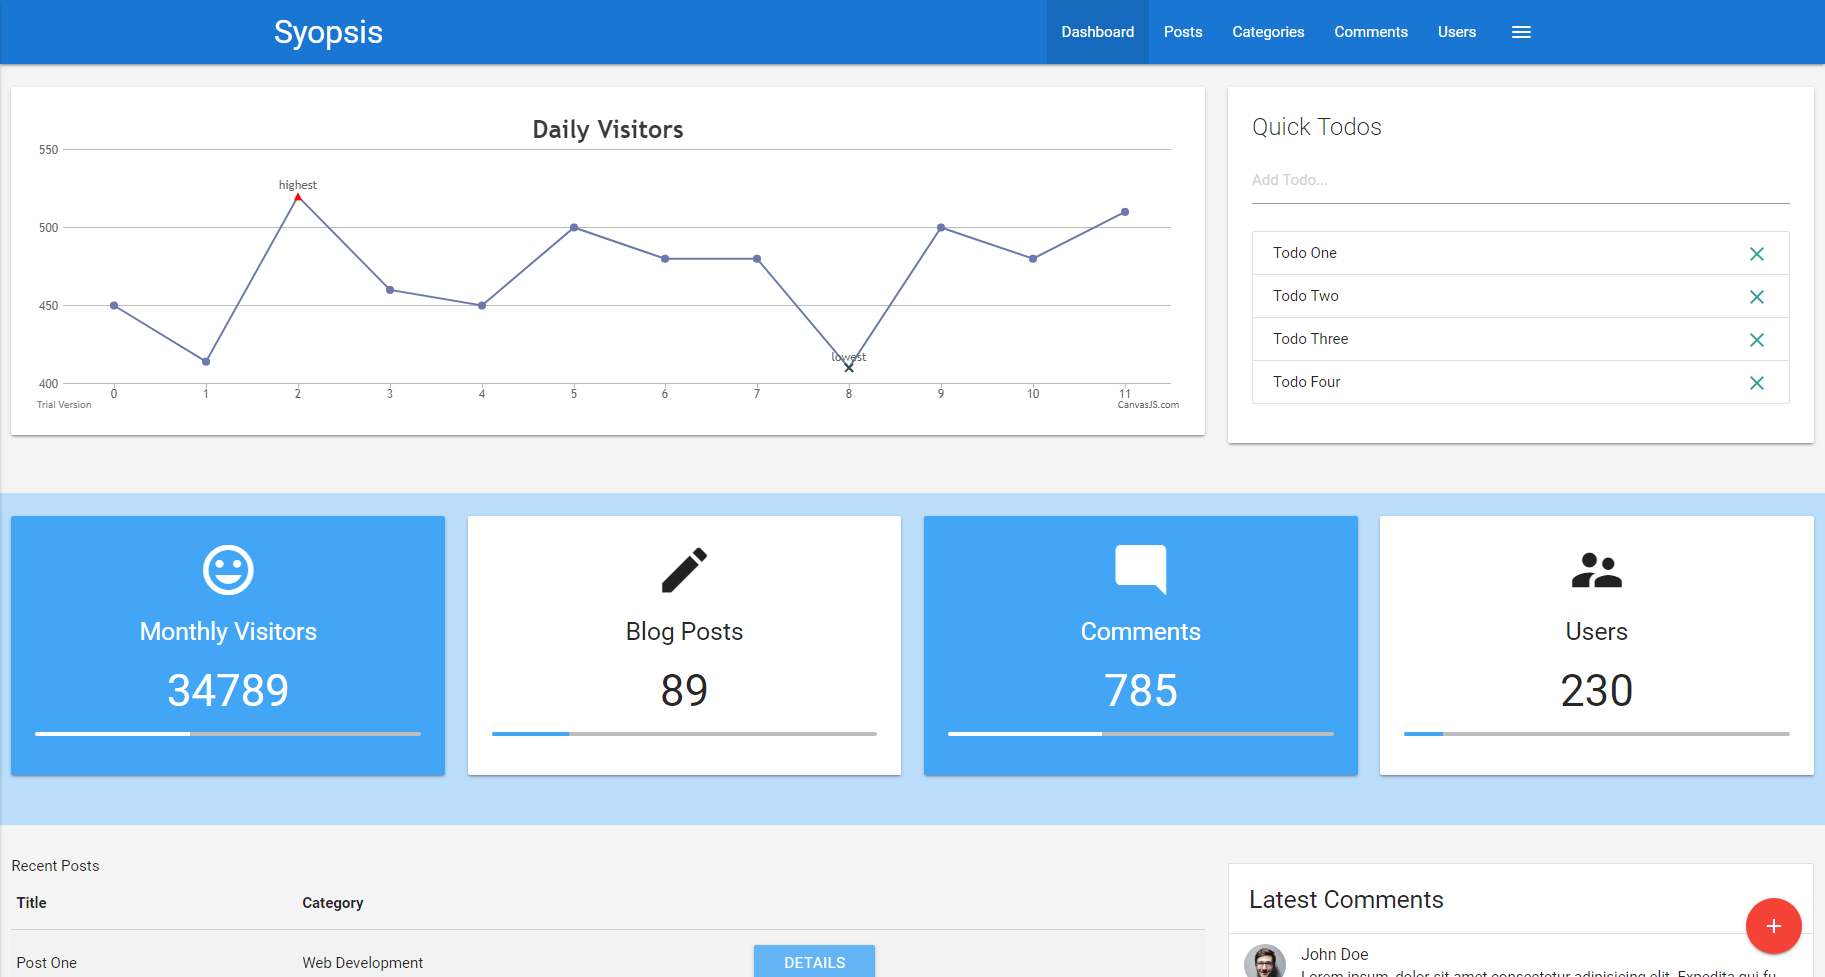 Syopsis
Dashboard Posts Categories Comments Users
Daily Visitors
550
500
450
400
highest
lowest
0 1 2 3 4 5 6 7 8 9 10 11
Trial Version
CanvasJS.com
Quick Todos
Add Todo...
Todo One
Todo Two
Todo Three
Todo Four
Monthly Visitors
34789
Blog Posts
89
Comments
785
Users
230
Recent Posts
Title Category
Post One Web Development DETAILS
Latest Comments
John Doe
Lorem ipsum, dolor sit amet consectetur adipisicing elit. Expedita qui fu